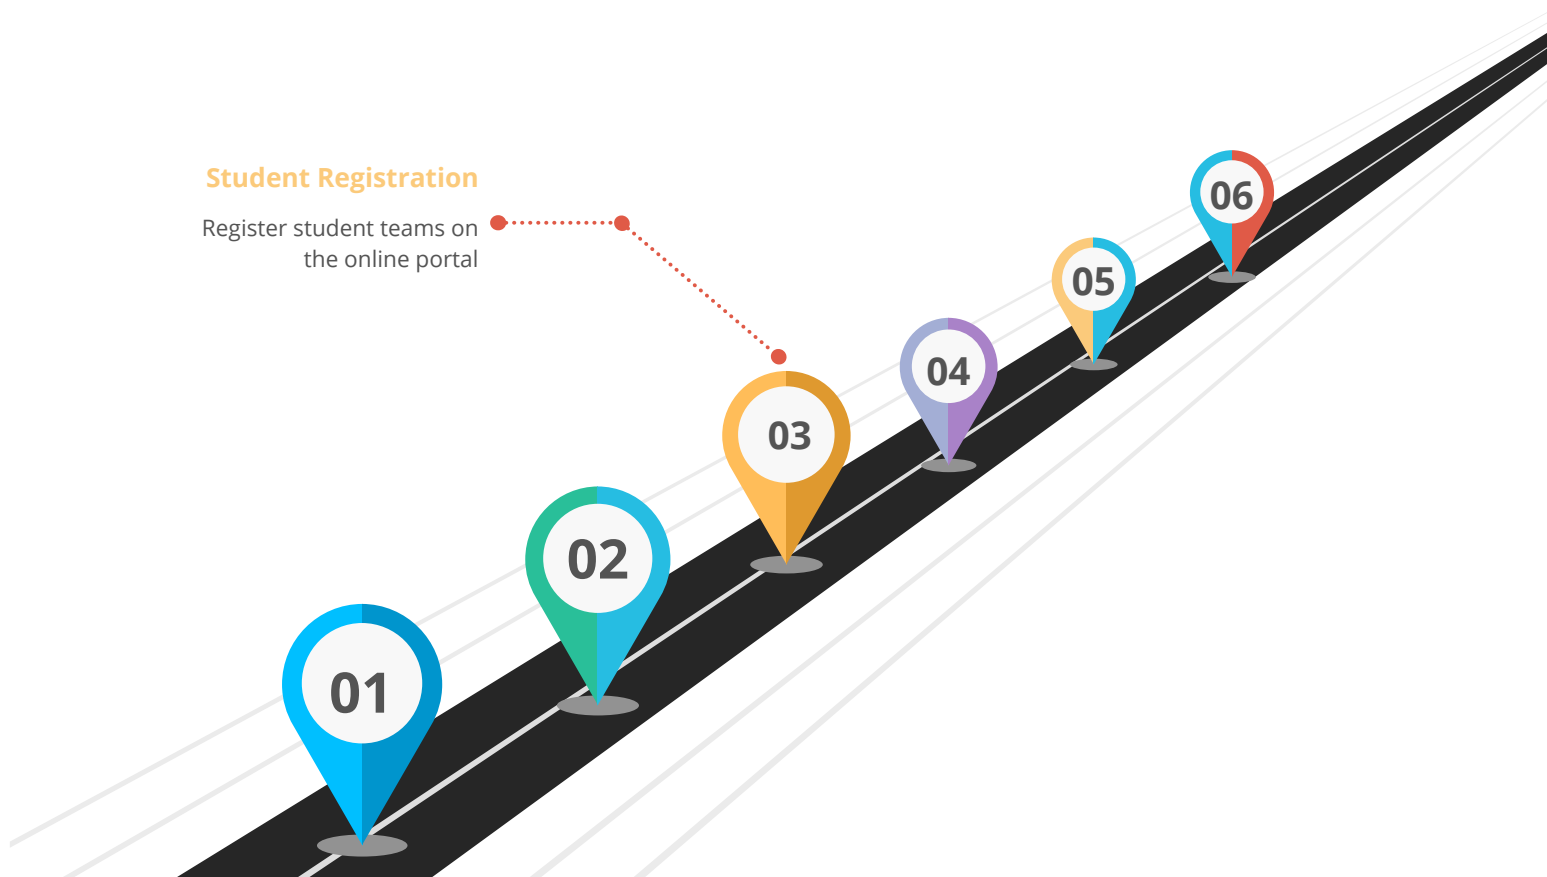 Student Registration
Register student teams on
the online portal
06
05
04
03
02
01